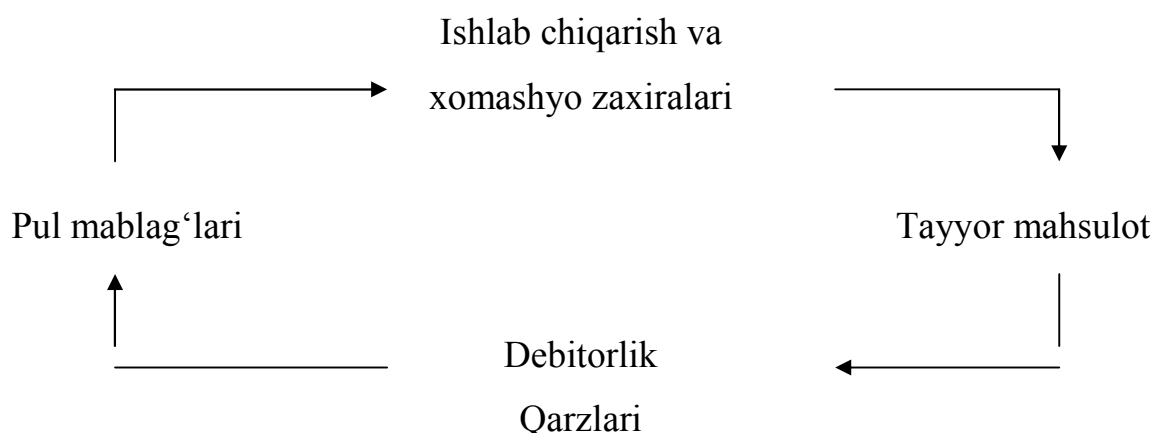 Ishlab chiqarish va
xomashyo zaxiralari
Pul mablag‘lari
Tayyor mahsulot
Debitorlik
Qarzlari